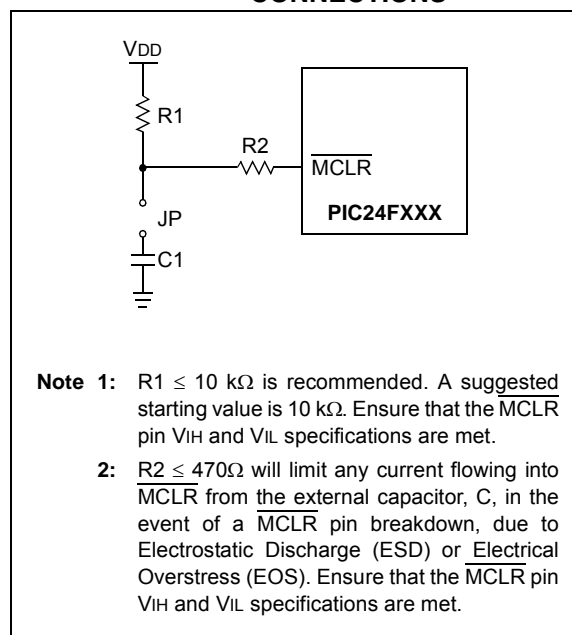 CONNECTIONS
VDD
R1
R2
MCLR
PIC24FXXX
JP
C1
Note 1: R1 ≤ 10 kΩ is recommended. A suggested
starting value is 10 kΩ. Ensure that the MCLR
pin VIH and VIL specifications are met.
2: R2 ≤ 470Ω will limit any current flowing into
MCLR from the external capacitor, C, in the
event of a MCLR pin breakdown, due to
Electrostatic Discharge (ESD) or Electrical
Overstress (EOS). Ensure that the MCLR pin
VIH and VIL specifications are met.